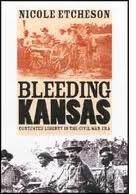 NICOLE ETCHESON
BLEEDING
KANSAS
CONTESTED LIBERTY IN THE CIVIL WAR ERA